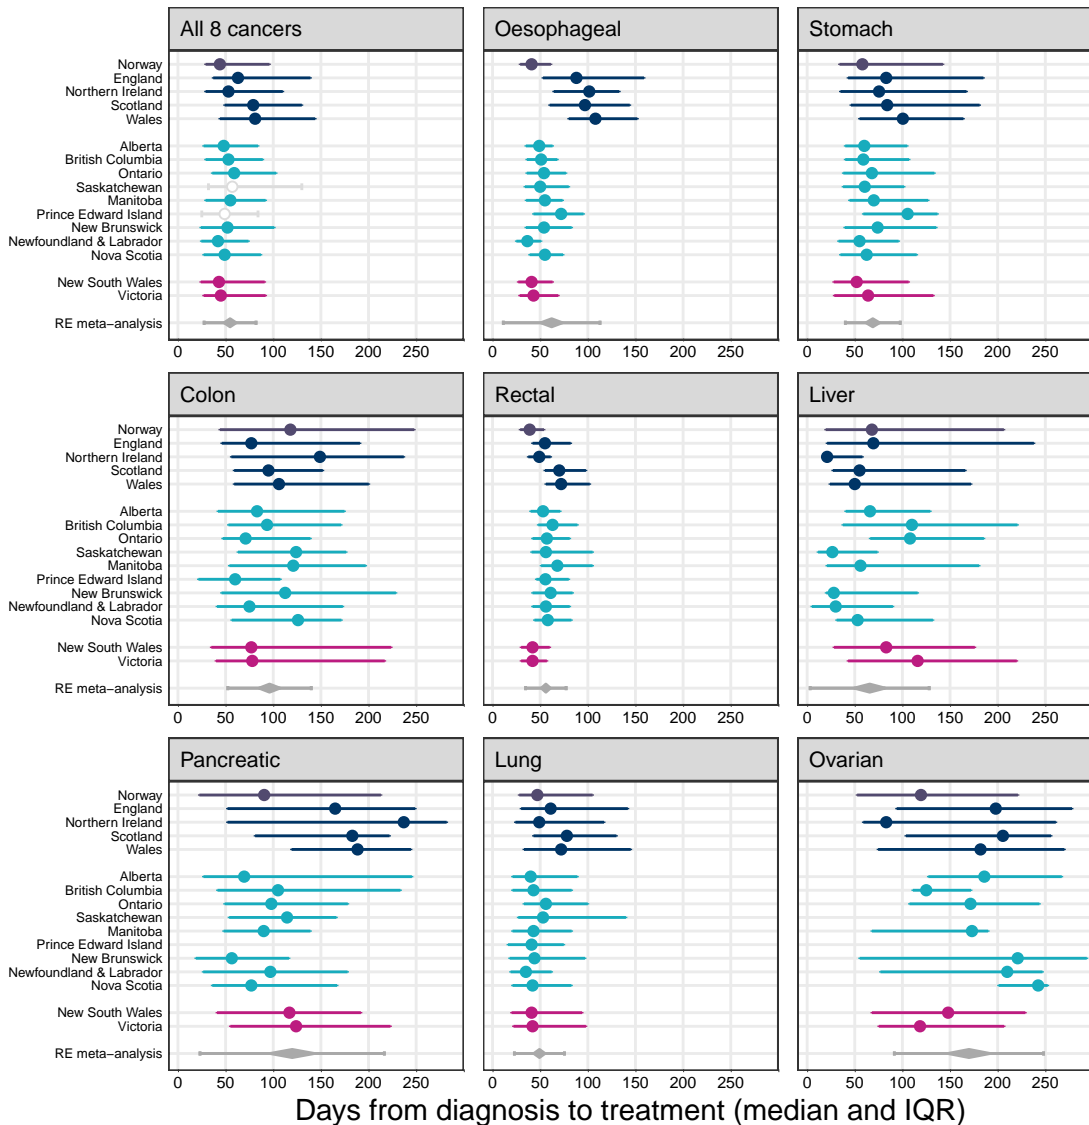 All 8 cancers
Oesophageal
Stomach
Norway
England
Northern Ireland
Scotland
Wales
Alberta
British Columbia
Ontario
Saskatchewan
Manitoba
Prince Edward Island
New Brunswick
Newfoundland & Labrador
Nova Scotia
New South Wales
Victoria
RE meta−analysis
0 50 100 150 200 250
0 50 100 150 200 250
0 50 100 150 200 250
Colon
Rectal
Liver
Norway
England
Northern Ireland
Scotland
Wales
Alberta
British Columbia
Ontario
Saskatchewan
Manitoba
Prince Edward Island
New Brunswick
Newfoundland & Labrador
Nova Scotia
New South Wales
Victoria
RE meta−analysis
0 50 100 150 200 250
0 50 100 150 200 250
0 50 100 150 200 250
Pancreatic
Lung
Ovarian
Norway
England
Northern Ireland
Scotland
Wales
Alberta
British Columbia
Ontario
Saskatchewan
Manitoba
Prince Edward Island
New Brunswick
Newfoundland & Labrador
Nova Scotia
New South Wales
Victoria
RE meta−analysis
0 50 100 150 200 250
0 50 100 150 200 250
0 50 100 150 200 250
Days from diagnosis to treatment (median and IQR)